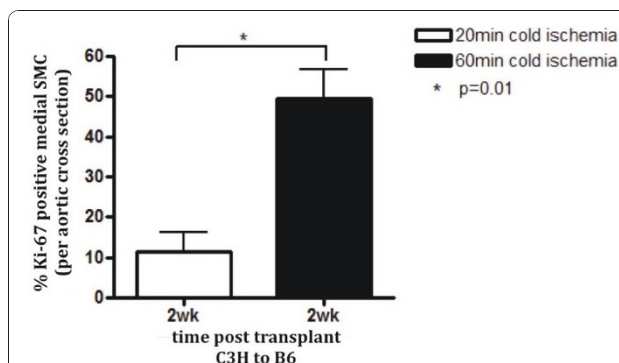 % Ki-67 positive medial SMC
(per aortic cross section)
60
50
40
30
20
10
0
*
2wk
2wk
time post transplant
C3H to B6
20min cold ischemia
60min cold ischemia
* p=0.01